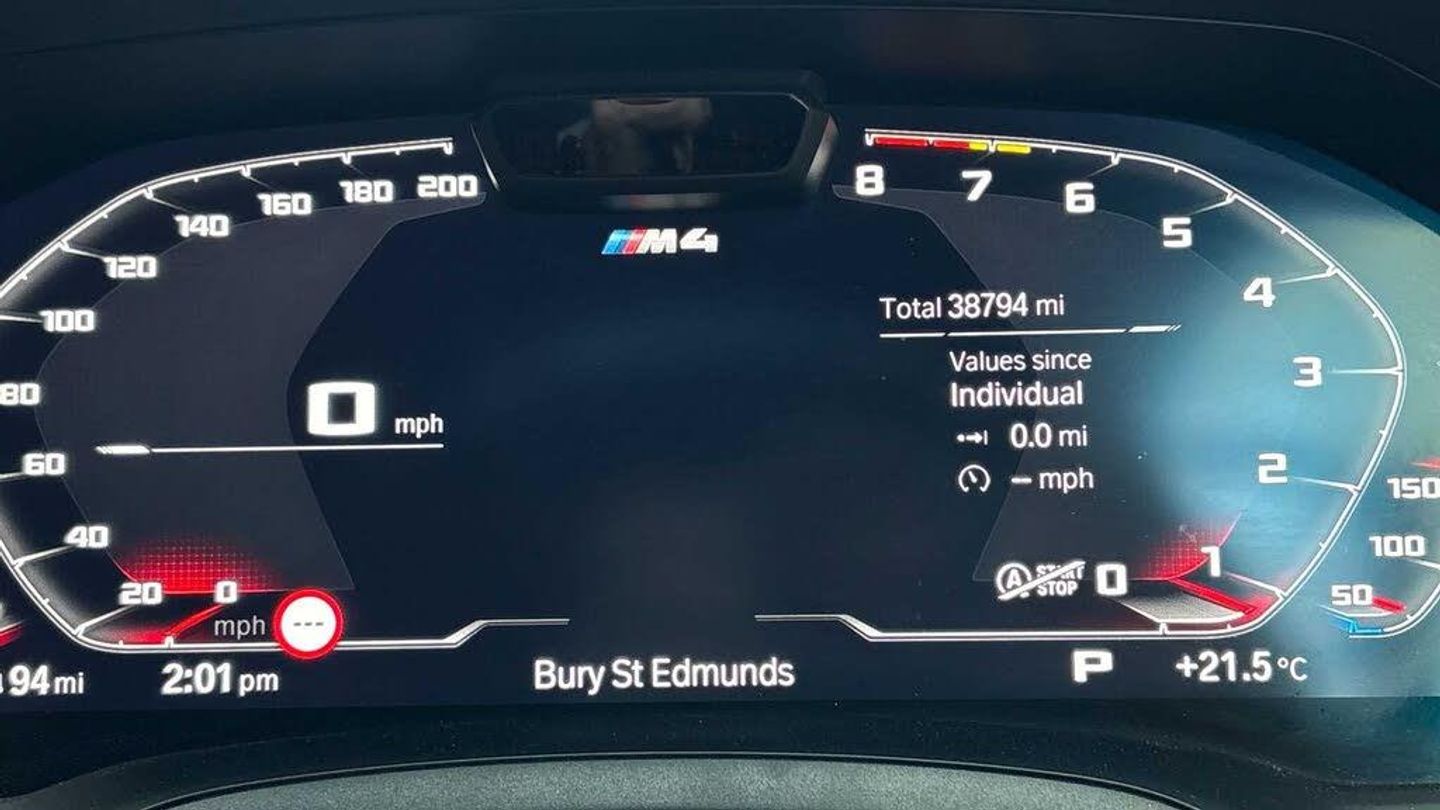 200
180
160
140
120
100
80
60
40
20
0
mph
0 mph
M4
8
7
6
5
4
3
2
1
0
Total 38794 mi
Values since
Individual
0.0 mi
– mph
A START
STOP
150
100
50
---
94 mi
2:01 pm
Bury St Edmunds
P
+21.5°C